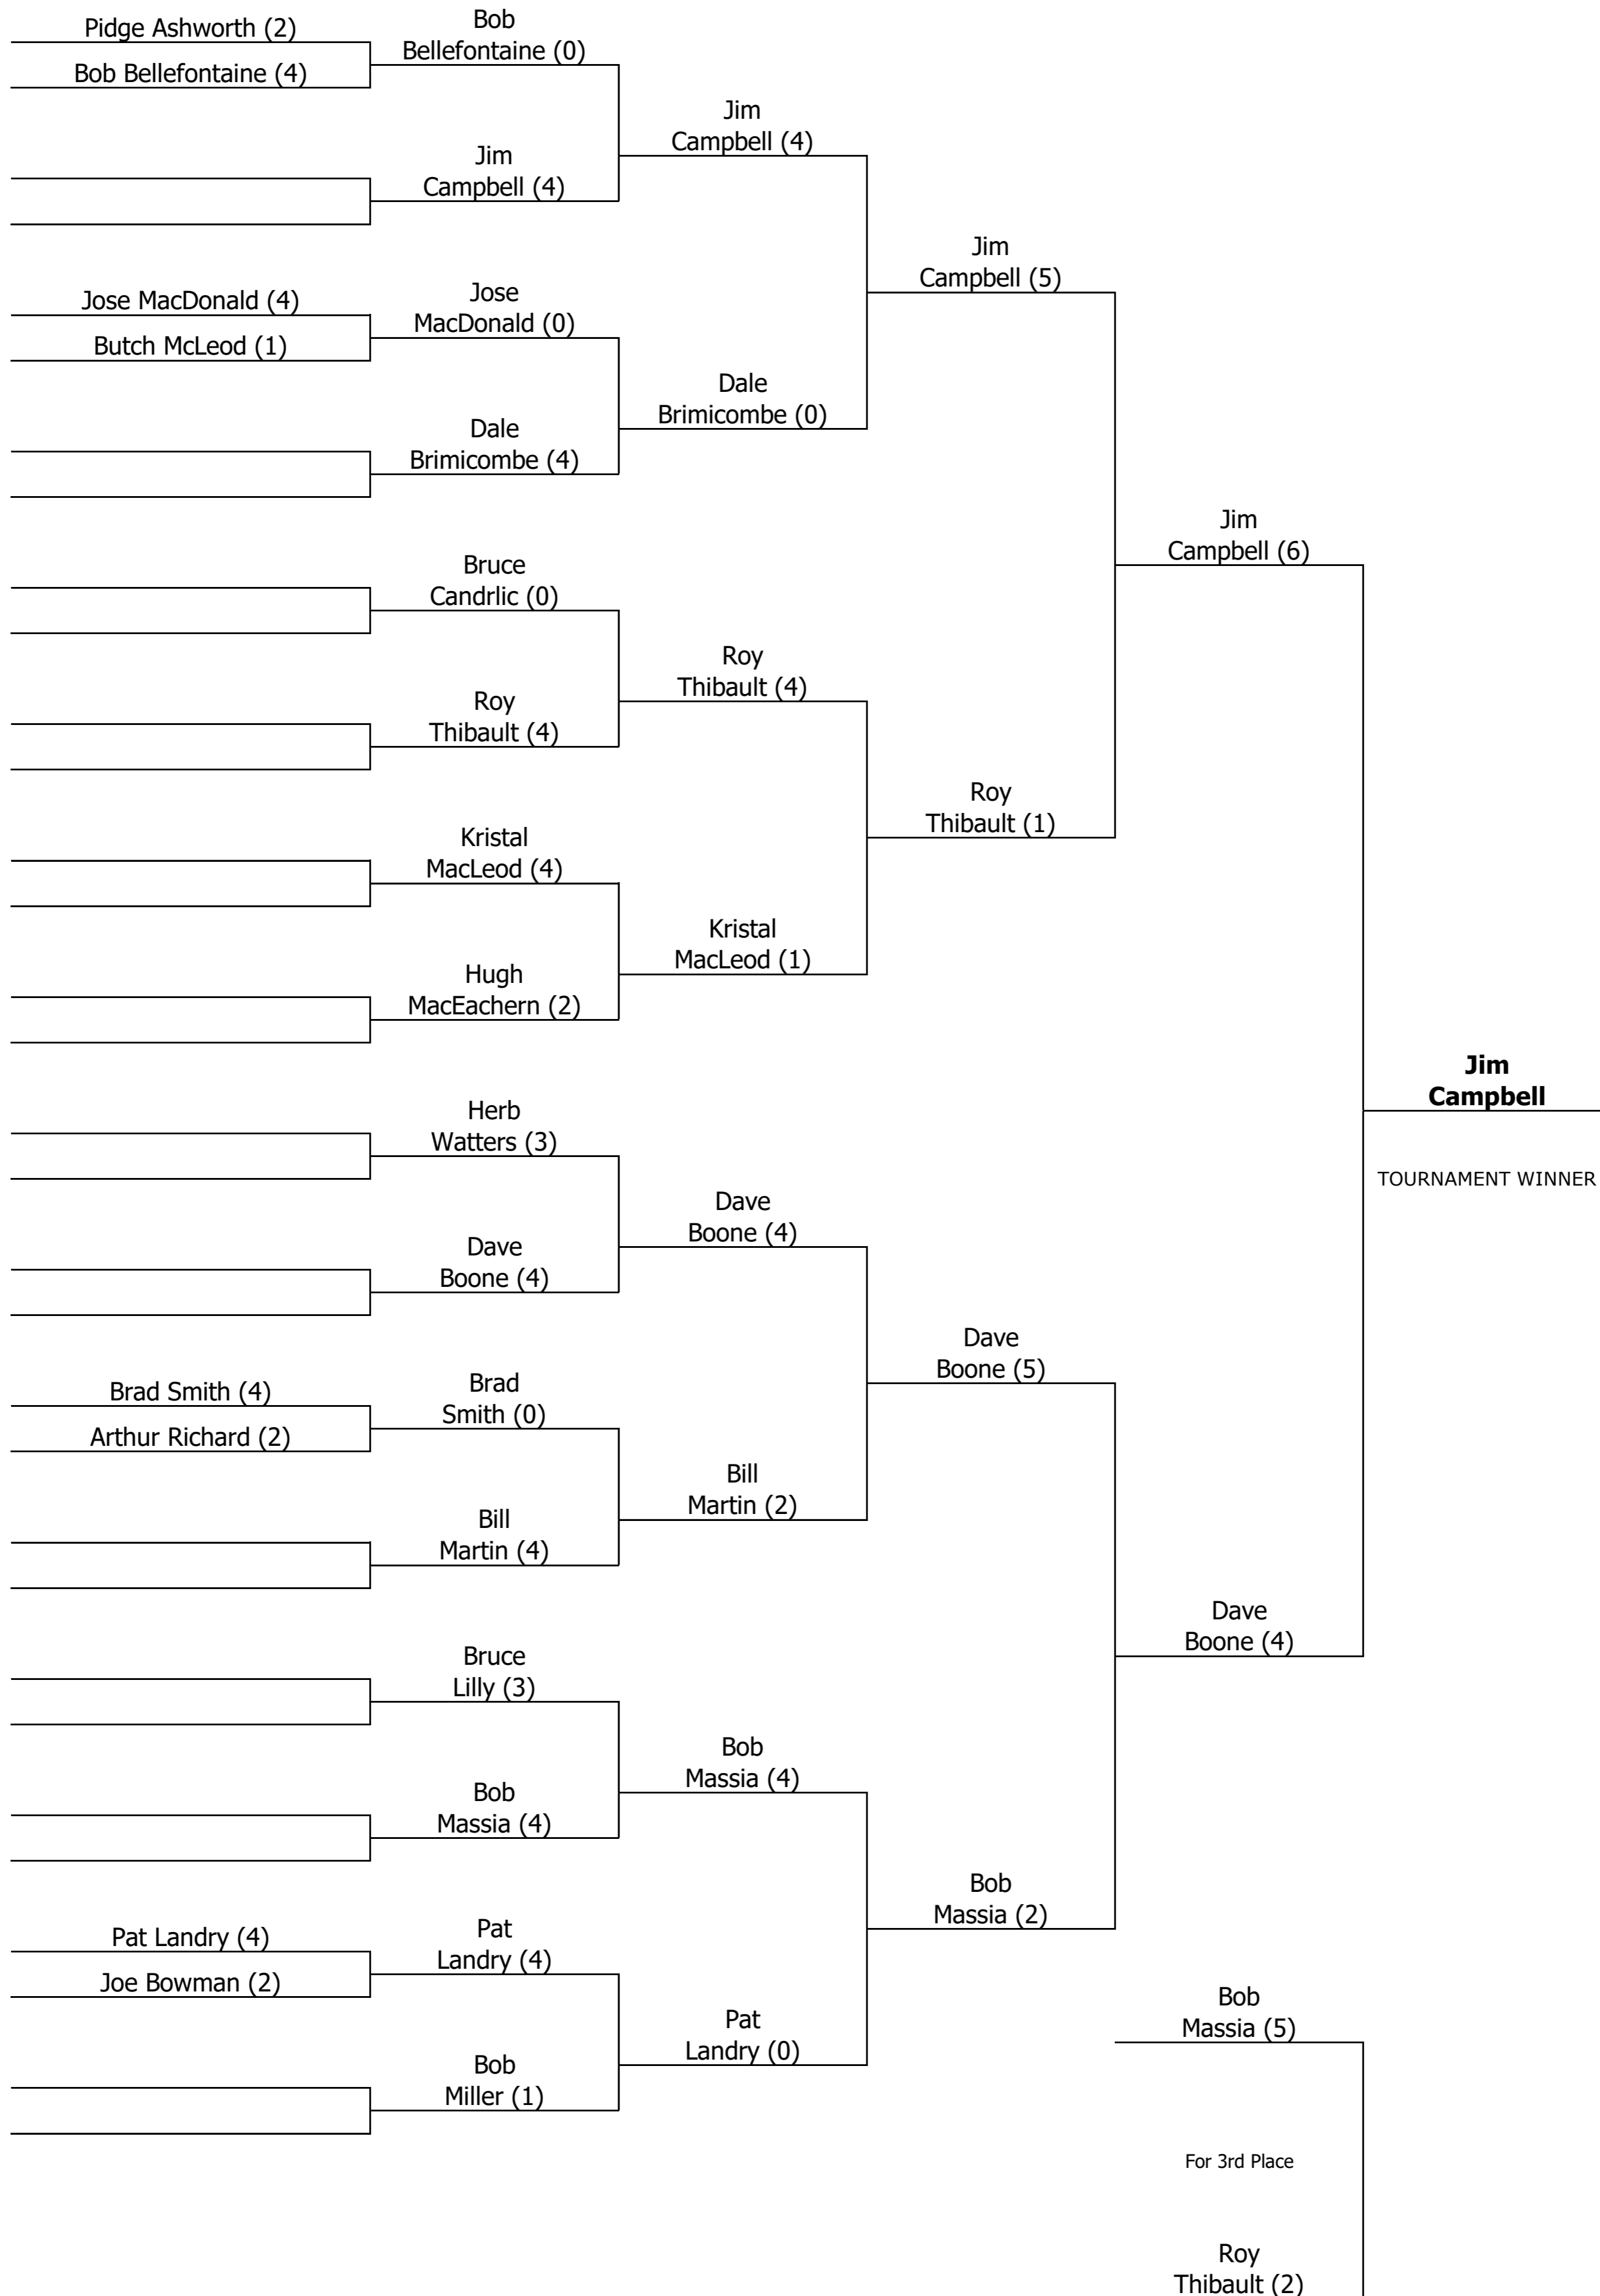 Pidge Ashworth (2)
Bob Bellefontaine (4)
Jose MacDonald (4)
Butch McLeod (1)
Brad Smith (4)
Arthur Richard (2)
Pat Landry (4)
Joe Bowman (2)
Bob
Bellefontaine (0)
Jim
Campbell (4)
Jose
MacDonald (0)
Dale
Brimicombe (4)
Bruce
Candrlic (0)
Roy
Thibault (4)
Kristal
MacLeod (4)
Hugh
MacEachern (2)
Herb
Watters (3)
Dave
Boone (4)
Brad
Smith (0)
Bill
Martin (4)
Bruce
Lilly (3)
Bob
Massia (4)
Pat
Landry (4)
Bob
Miller (1)
Jim
Campbell (4)
Dale
Brimicombe (0)
Roy
Thibault (4)
Kristal
MacLeod (1)
Dave
Boone (4)
Bill
Martin (2)
Bob
Massia (4)
Pat
Landry (0)
Jim
Campbell (5)
Roy
Thibault (1)
Dave
Boone (5)
Bob
Massia (2)
Jim
Campbell (6)
Dave
Boone (4)
Jim
Campbell
TOURNAMENT WINNER
Bob
Massia (5)
For 3rd Place
Roy
Thibault (2)